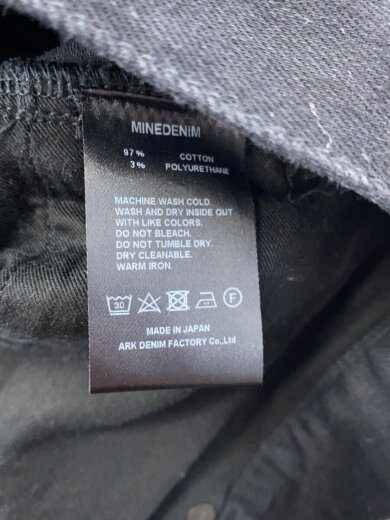 MINEDENIM
97% COTTON
3% POLYURETHANE
MACHINE WASH COLD.
WASH AND DRY INSIDE OUT
WITH LIKE COLORS.
DO NOT BLEACH.
DO NOT TUMBLE DRY.
DRY CLEANABLE.
WARM IRON.
30 F
MADE IN JAPAN
ARK DENIM FACTORY Co.,Ltd